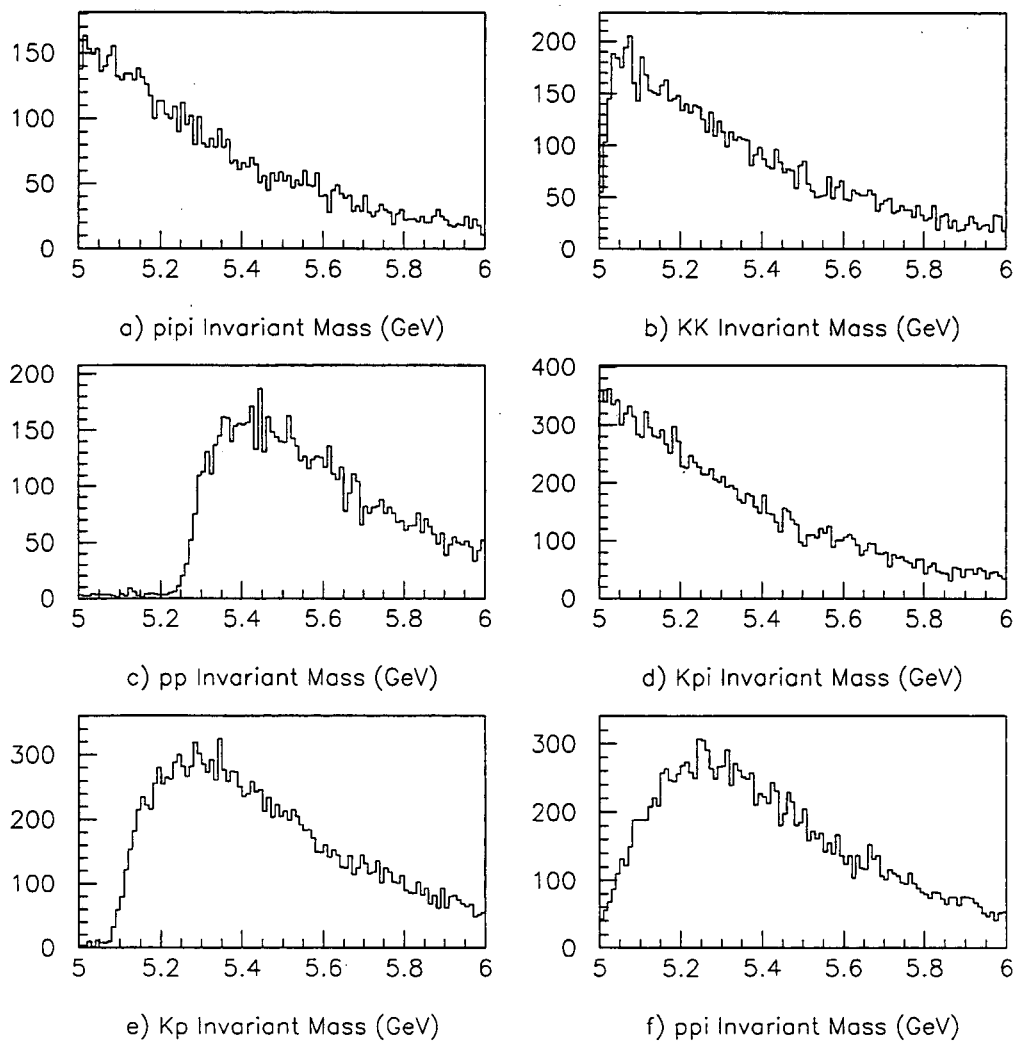 150
100
50
0
5 5.2 5.4 5.6 5.8 6
a) pipi Invariant Mass (GeV)
200
150
100
50
0
5 5.2 5.4 5.6 5.8 6
b) KK Invariant Mass (GeV)
200
150
100
50
0
5 5.2 5.4 5.6 5.8 6
c) pp Invariant Mass (GeV)
400
300
200
100
0
5 5.2 5.4 5.6 5.8 6
d) Kpi Invariant Mass (GeV)
300
200
100
0
5 5.2 5.4 5.6 5.8 6
e) Kp Invariant Mass (GeV)
300
200
100
0
5 5.2 5.4 5.6 5.8 6
f) ppi Invariant Mass (GeV)